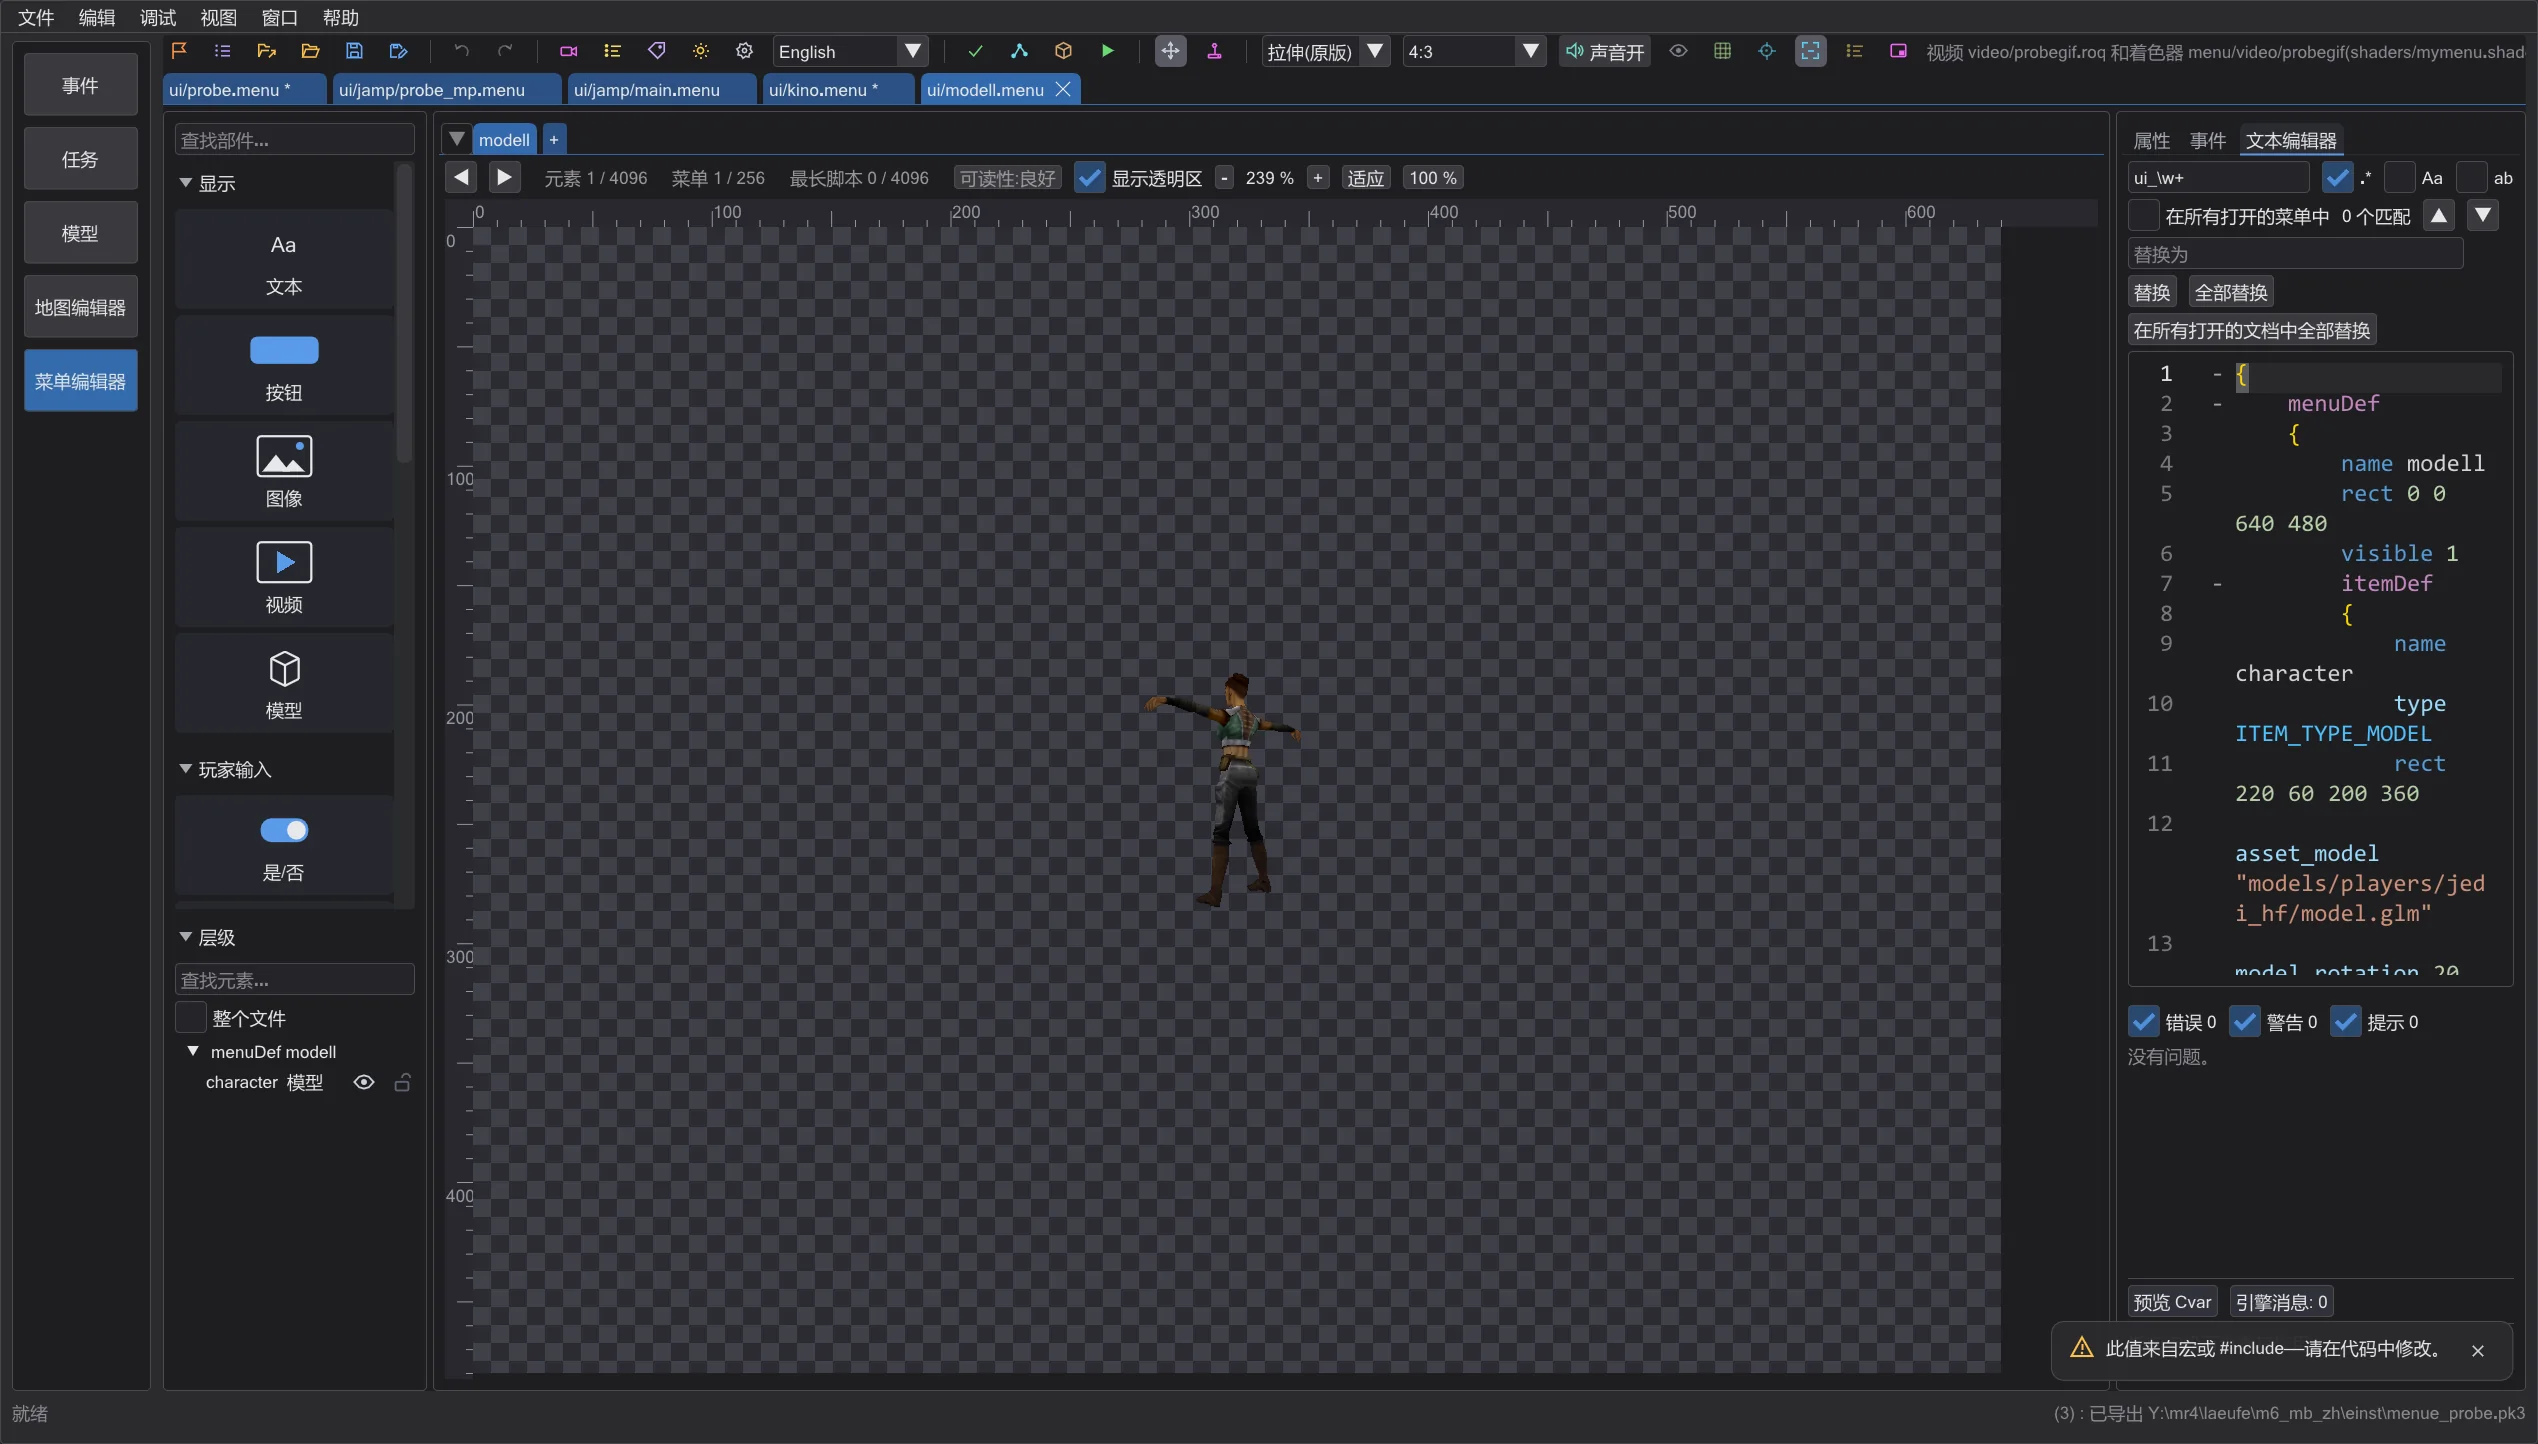 文件 编辑 调试 视图 窗口 帮助
English
拉伸(原版)
4:3
声音开
视频 video/probegif.roq 和着色器 menu/video/probegif(shaders/mymenu.shad
事件
任务
模型
地图编辑器
菜单编辑器
ui/probe.menu *
ui/jamp/probe_mp.menu
ui/jamp/main.menu
ui/kino.menu *
ui/modell.menu
查找部件...
显示
Aa
文本
按钮
图像
视频
模型
玩家输入
是/否
层级
查找元素...
整个文件
menuDef modell
character 模型
modell +
元素 1 / 4096 菜单 1 / 256 最长脚本 0 / 4096 可读性:良好 显示透明区 - 239 % + 适应 100 %
0 100 200 300 400 500 600
0
100
200
300
400
属性 事件 文本编辑器
ui_\w+ .* Aa ab
在所有打开的菜单中 0 个匹配
替换为
替换 全部替换
在所有打开的文档中全部替换
1 - {
2 - menuDef
3 {
4 name modell
5 rect 0 0
640 480
6 visible 1
7 - itemDef
8 {
9 name
character
10 type
ITEM_TYPE_MODEL
11 rect
220 60 200 360
12
asset_model
"models/players/jed
i_hf/model.glm"
13
model_rotation 20
错误 0 警告 0 提示 0
没有问题。
预览 Cvar 引擎消息: 0
此值来自宏或 #include—请在代码中修改。
就绪
(3) : 已导出 Y:\mr4\laeufe\m6_mb_zh\einst\menue_probe.pk3